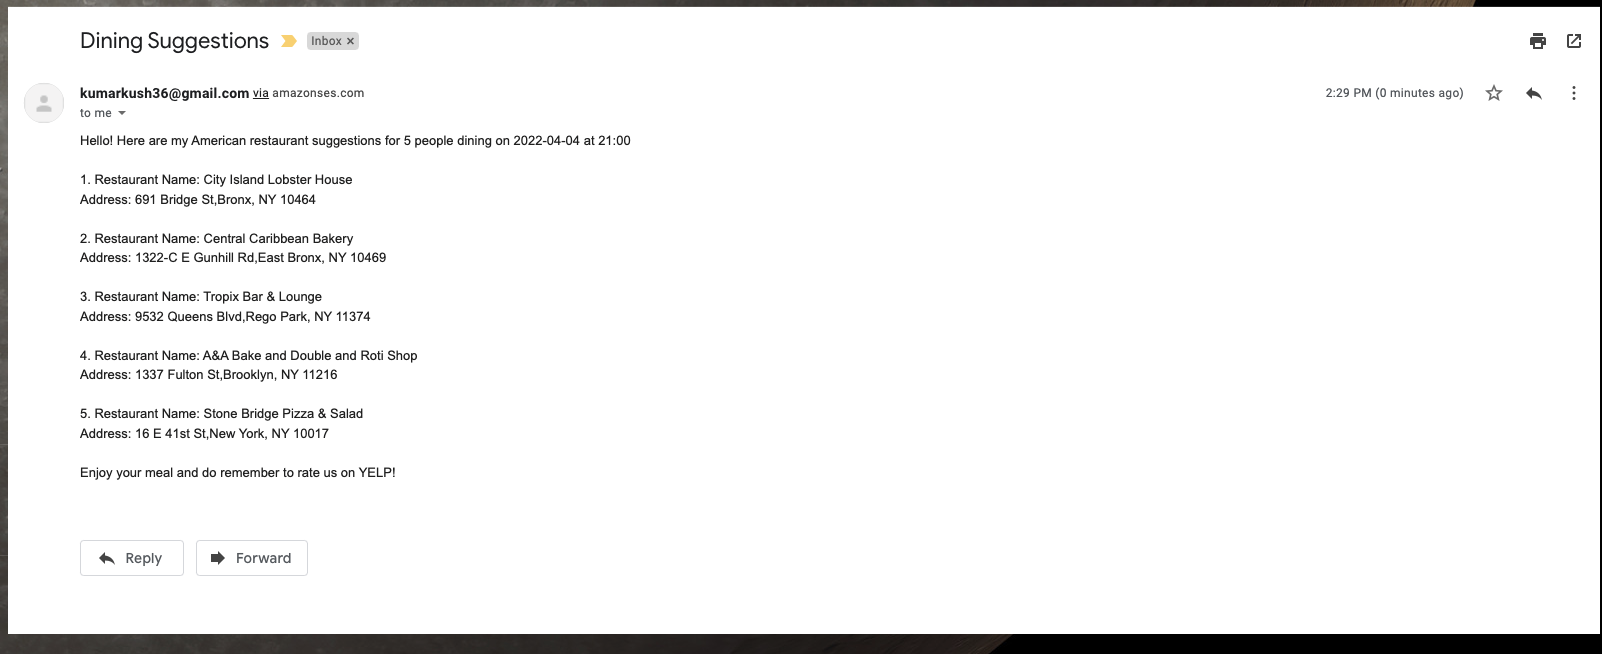 Dining Suggestions Inbox ×
kumarkush36@gmail.com via amazonses.com 2:29 PM (0 minutes ago)
to me
Hello! Here are my American restaurant suggestions for 5 people dining on 2022-04-04 at 21:00
1. Restaurant Name: City Island Lobster House
Address: 691 Bridge St,Bronx, NY 10464
2. Restaurant Name: Central Caribbean Bakery
Address: 1322-C E Gunhill Rd,East Bronx, NY 10469
3. Restaurant Name: Tropix Bar & Lounge
Address: 9532 Queens Blvd,Rego Park, NY 11374
4. Restaurant Name: A&A Bake and Double and Roti Shop
Address: 1337 Fulton St,Brooklyn, NY 11216
5. Restaurant Name: Stone Bridge Pizza & Salad
Address: 16 E 41st St,New York, NY 10017
Enjoy your meal and do remember to rate us on YELP!
Reply Forward